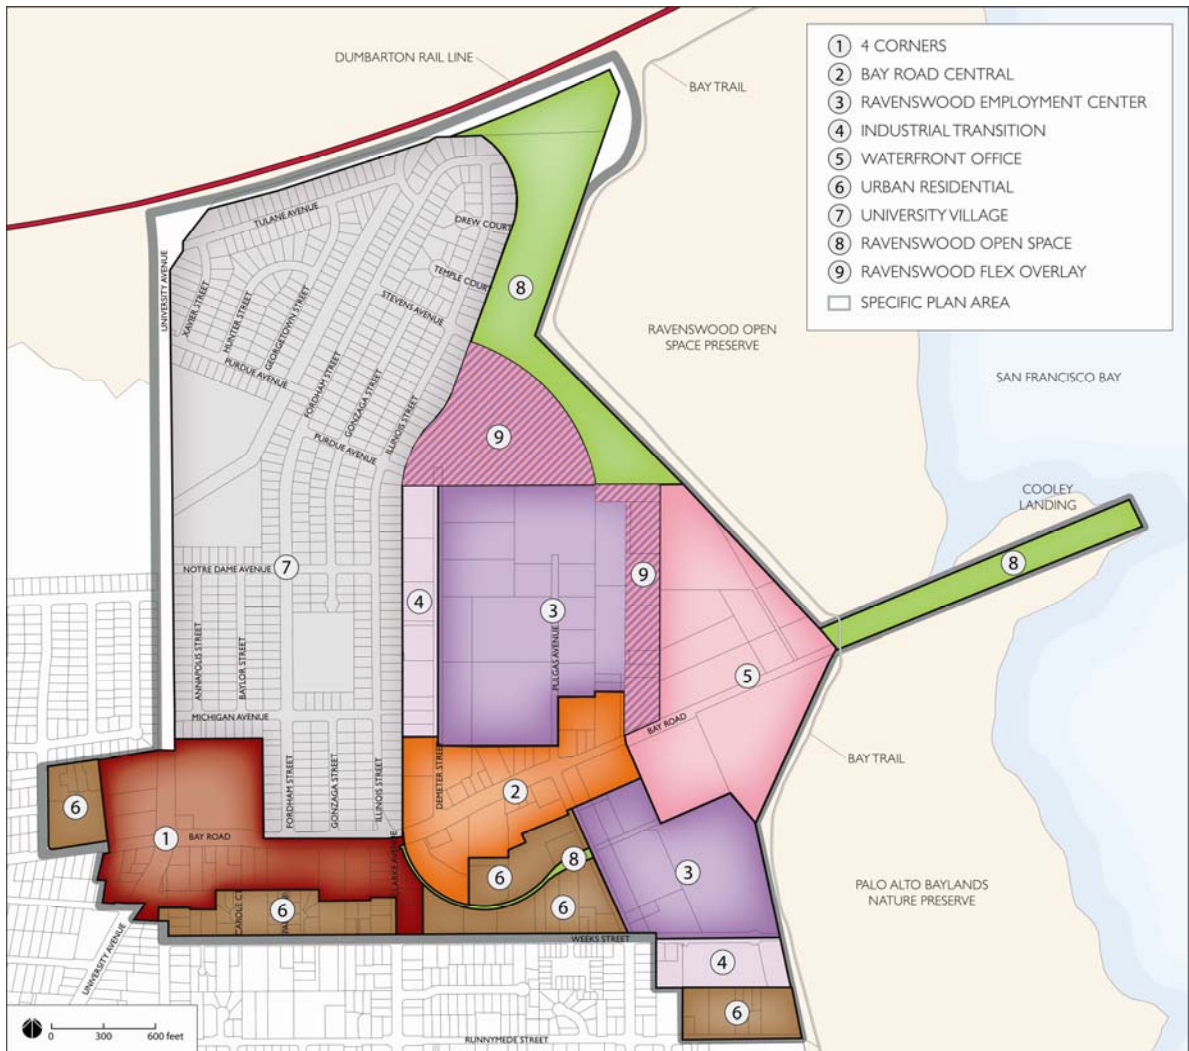 DUMBARTON RAIL LINE
BAY TRAIL
1 4 CORNERS
2 BAY ROAD CENTRAL
3 RAVENSWOOD EMPLOYMENT CENTER
4 INDUSTRIAL TRANSITION
5 WATERFRONT OFFICE
6 URBAN RESIDENTIAL
7 UNIVERSITY VILLAGE
8 RAVENSWOOD OPEN SPACE
9 RAVENSWOOD FLEX OVERLAY
SPECIFIC PLAN AREA
TULANE AVENUE
DREW COURT
TEMPLE COURT
STEVENS AVENUE
UNIVERSITY AVENUE
XAVIER STREET
HUNTER STREET
GEORGETOWN STREET
PURDUE AVENUE
FORDHAM STREET
GONZAGA STREET
ILLINOIS STREET
PURDUE AVENUE
8
RAVENSWOOD OPEN
SPACE PRESERVE
SAN FRANCISCO BAY
9
COOLEY
LANDING
8
NOTRE DAME AVENUE
7
4
3
9
PULGAS AVENUE
ANNAPOLIS STREET
BAYLOR STREET
MICHIGAN AVENUE
5
BAY ROAD
BAY TRAIL
FORDHAM STREET
GONZAGA STREET
ILLINOIS STREET
DEMETER STREET
2
6
1
BAY ROAD
CLARKE AVENUE
8
6
3
PALO ALTO BAYLANDS
NATURE PRESERVE
CAROLL CT
6
6
WEEKS STREET
UNIVERSITY AVENUE
4
6
0 300 600 feet
RUNNYMEDE STREET